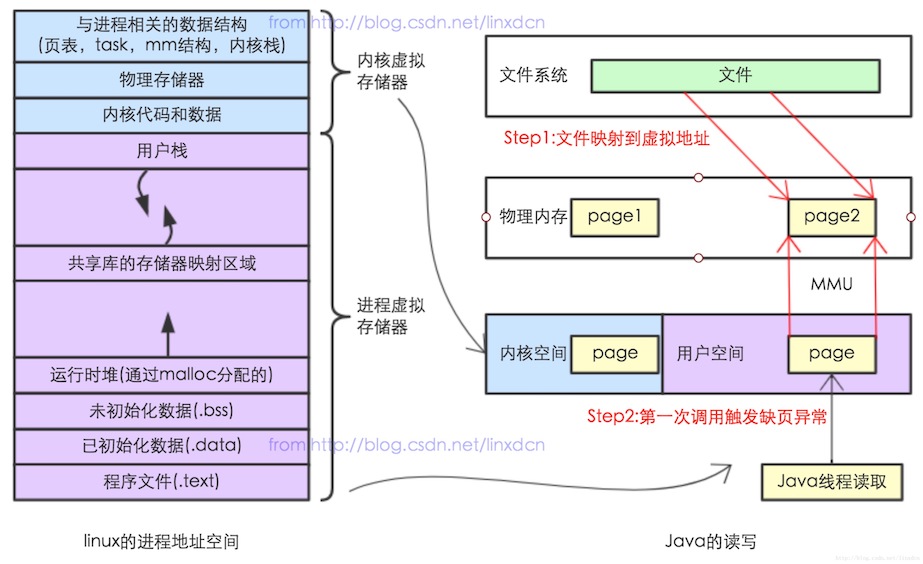 与进程相关的数据结构
(页表，task，mm结构，内核栈)
物理存储器
内核代码和数据
用户栈
共享库的存储器映射区域
运行时堆(通过malloc分配的)
未初始化数据(.bss)
已初始化数据(.data)
程序文件(.text)
linux的进程地址空间
from http://blog.csdn.net/linxdcn
内核虚拟
存储器
进程虚拟
存储器
from http://blog.csdn.net/linxdcn
文件系统
文件
Step1:文件映射到虚拟地址
物理内存
page1
page2
MMU
内核空间
page
用户空间
page
Step2:第一次调用触发缺页异常
Java线程读取
Java的读写